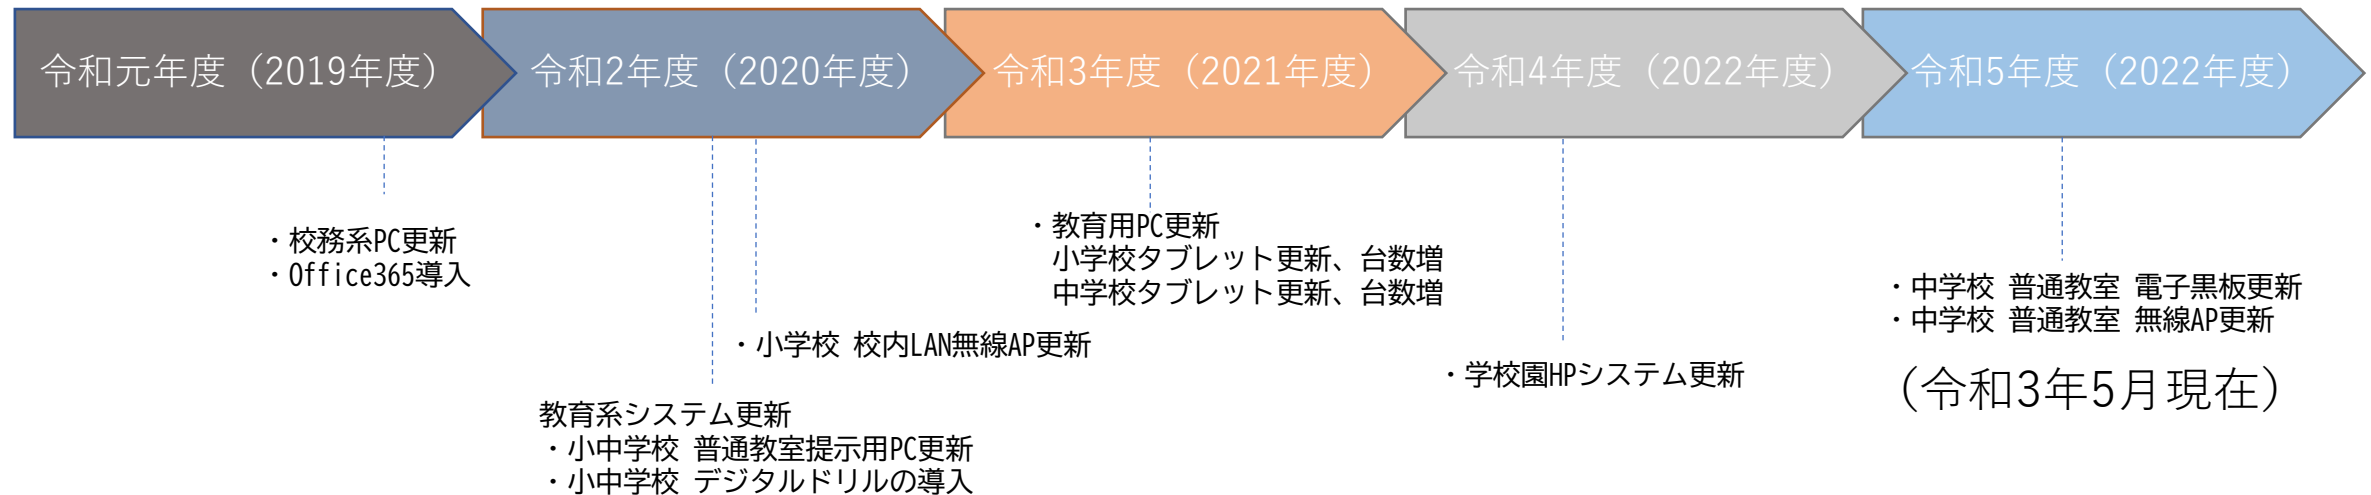 令和元年度（2019年度）
令和2年度（2020年度）
令和3年度（2021年度）
令和4年度（2022年度）
令和5年度（2022年度）
・校務系PC更新
・Office365導入
教育系システム更新
・小中学校 普通教室提示用PC更新
・小中学校 デジタルドリルの導入
・小学校 校内LAN無線AP更新
・教育用PC更新
小学校タブレット更新、台数増
中学校タブレット更新、台数増
・学校園HPシステム更新
・中学校 普通教室 電子黒板更新
・中学校 普通教室 無線AP更新
（令和3年5月現在）